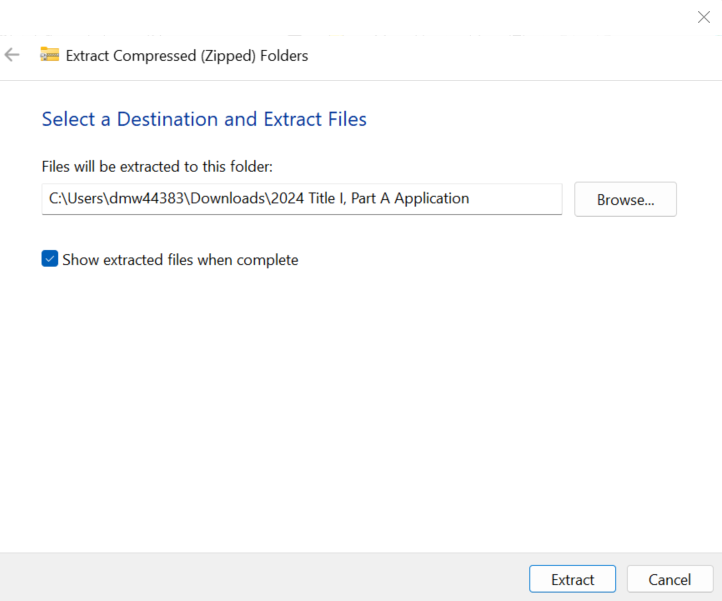 Extract Compressed (Zipped) Folders
Select a Destination and Extract Files
Files will be extracted to this folder:
C:\Users\dmw44383\Downloads\2024 Title I, Part A Application
Browse...
Show extracted files when complete
Extract
Cancel